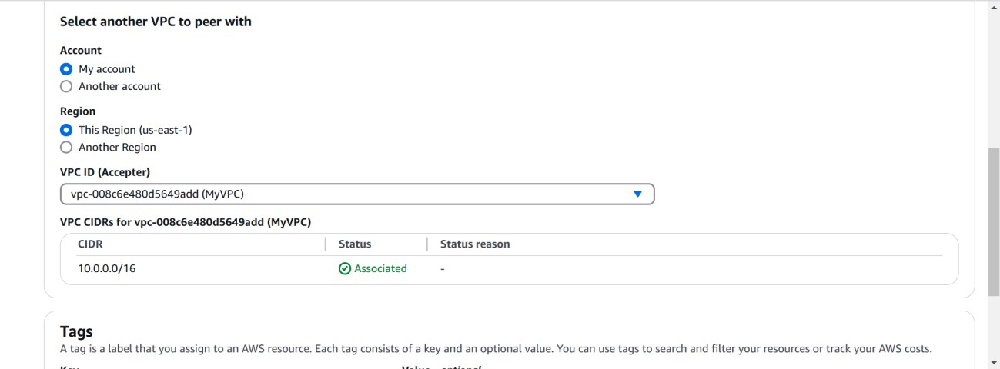 Select another VPC to peer with
Account
My account
Another account
Region
This Region (us-east-1)
Another Region
VPC ID (Accepter)
vpc-008c6e480d5649add (MyVPC)
VPC CIDRs for vpc-008c6e480d5649add (MyVPC)
CIDR Status Status reason
10.0.0.0/16 Associated -
Tags
A tag is a label that you assign to an AWS resource. Each tag consists of a key and an optional value. You can use tags to search and filter your resources or track your AWS costs.
Key Value - optional